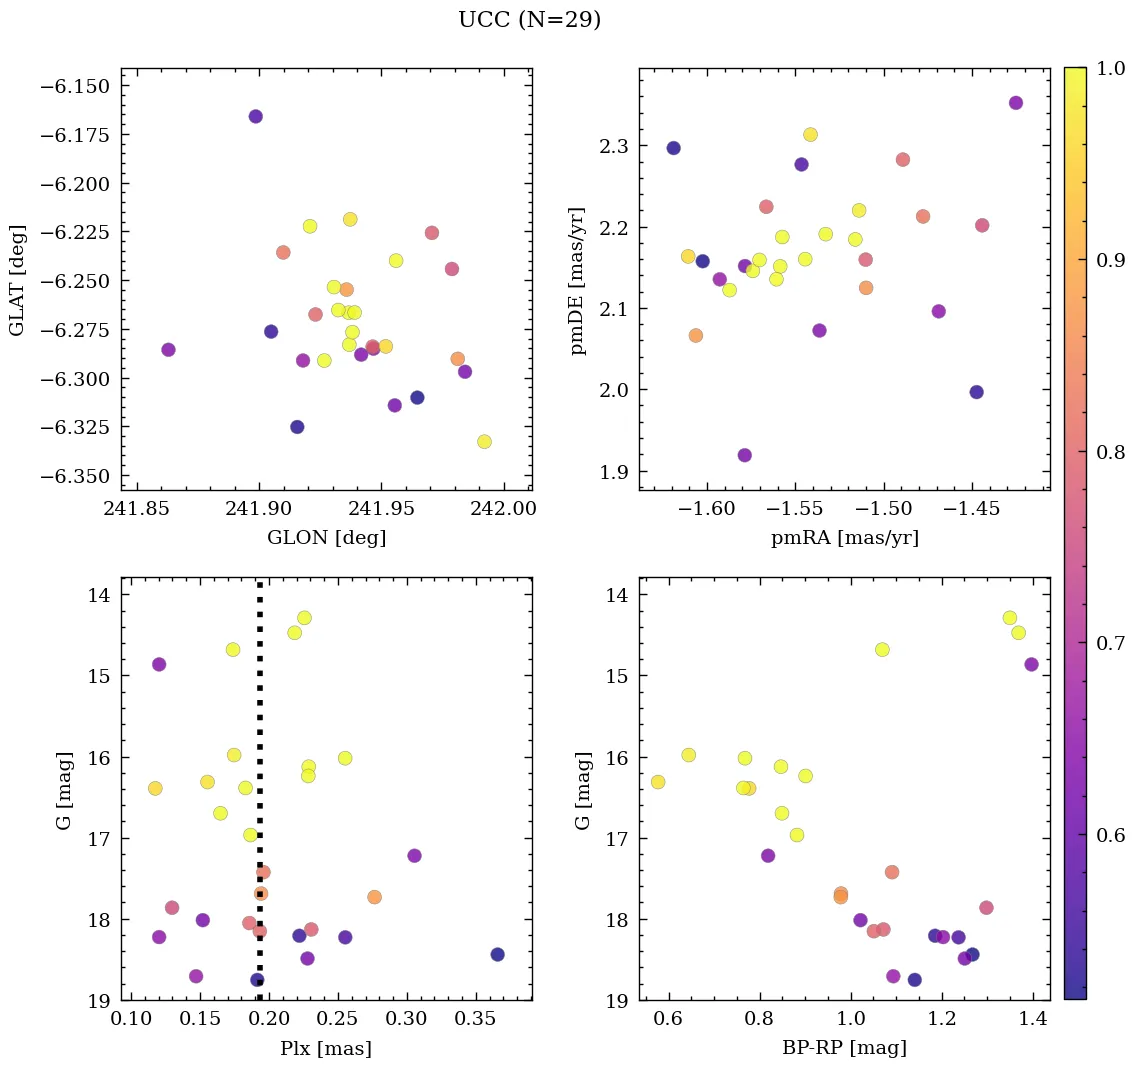 UCC (N=29)
−6.150
−6.175
−6.200
−6.225
−6.250
−6.275
−6.300
−6.325
−6.350
GLAT [deg]
241.85 241.90 241.95 242.00
GLON [deg]
2.3
2.2
2.1
2.0
1.9
pmDE [mas/yr]
−1.60 −1.55 −1.50 −1.45
pmRA [mas/yr]
14
15
16
17
18
19
G [mag]
0.10 0.15 0.20 0.25 0.30 0.35
Plx [mas]
14
15
16
17
18
19
G [mag]
0.6 0.8 1.0 1.2 1.4
BP-RP [mag]
1.0
0.9
0.8
0.7
0.6